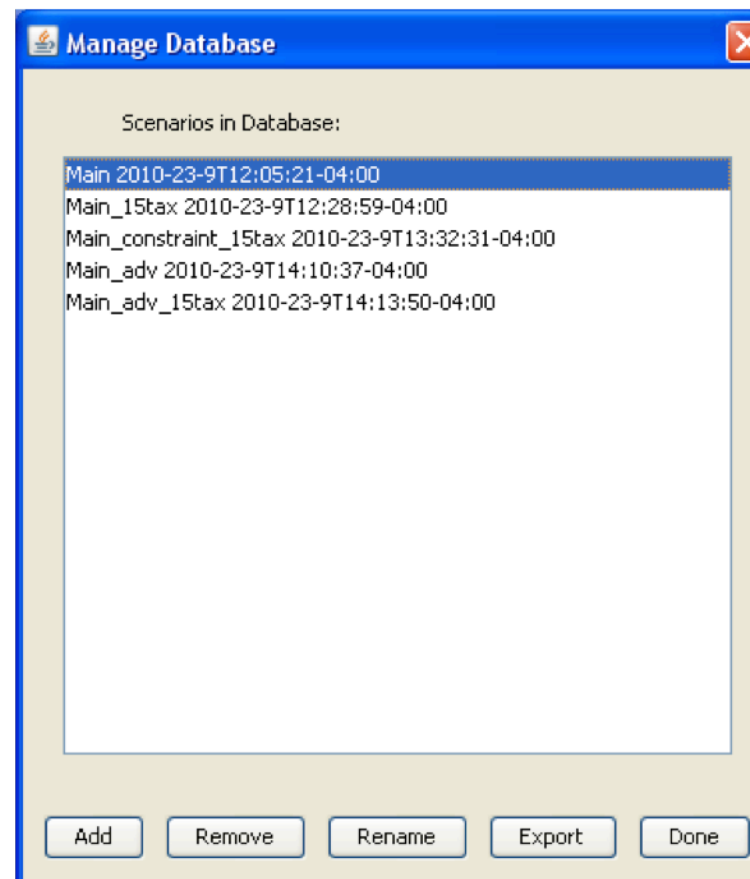 Manage Database
Scenarios in Database:
Main 2010-23-9T12:05:21-04:00
Main_15tax 2010-23-9T12:28:59-04:00
Main_constraint_15tax 2010-23-9T13:32:31-04:00
Main_adv 2010-23-9T14:10:37-04:00
Main_adv_15tax 2010-23-9T14:13:50-04:00
Add Remove Rename Export Done